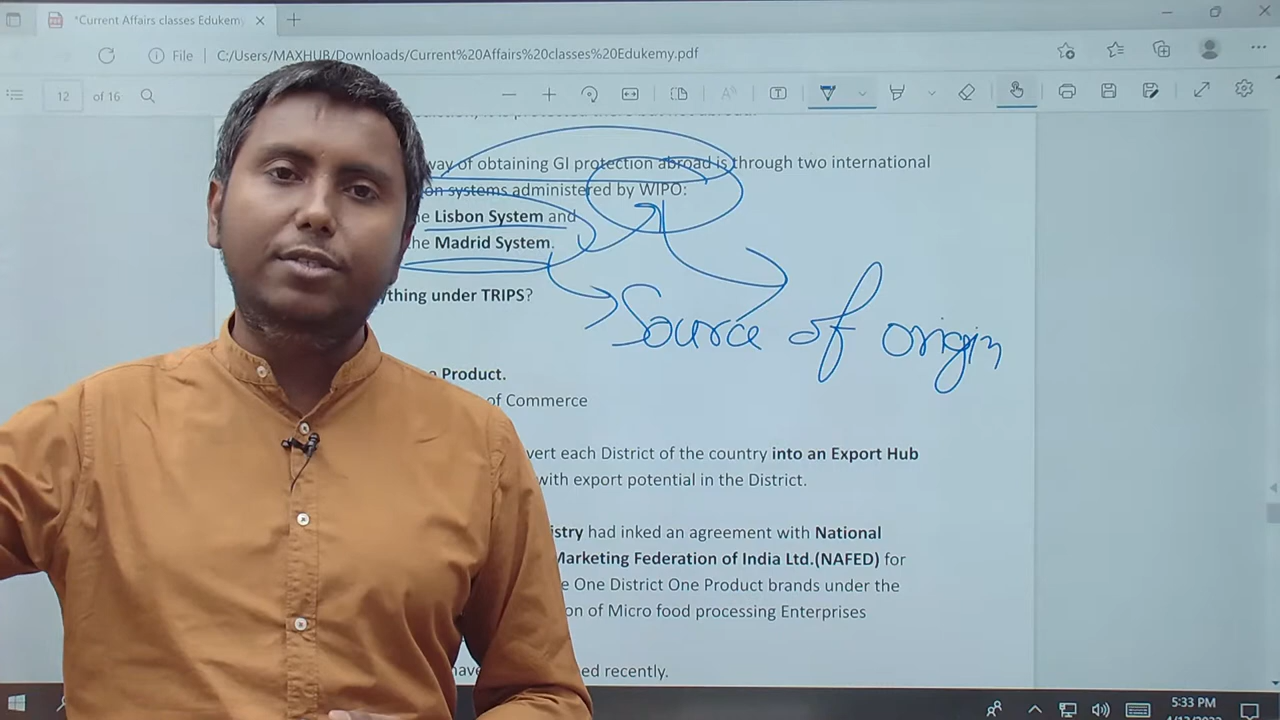 *Current Affairs classes Edukemy
File C:/Users/MAXHUB/Downloads/Current%20Affairs%20classes%20Edukemy.pdf
12 of 16
way of obtaining GI protection abroad is through two international
systems administered by WIPO:
Lisbon System and
the Madrid System.
under TRIPS?
Source of origin
Product.
of Commerce
each District of the country into an Export Hub
with export potential in the District.
had inked an agreement with National
Marketing Federation of India Ltd.(NAFED) for
One District One Product brands under the
of Micro food processing Enterprises
recently.
5:33 PM